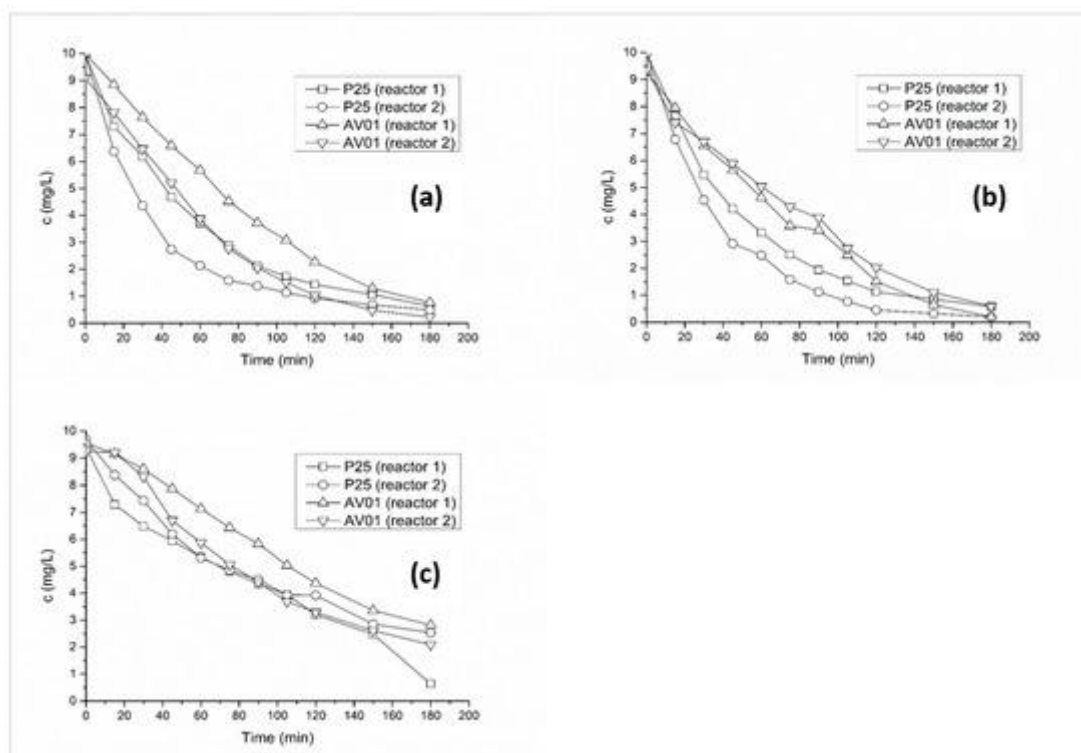 10
9
8
7
6
5
4
3
2
1
0
c (mg/L)
P25 (reactor 1)
P25 (reactor 2)
AV01 (reactor 1)
AV01 (reactor 2)
(a)
0 20 40 60 80 100 120 140 160 180 200
Time (min)
10
9
8
7
6
5
4
3
2
1
0
c (mg/L)
P25 (reactor 1)
P25 (reactor 2)
AV01 (reactor 1)
AV01 (reactor 2)
(b)
0 20 40 60 80 100 120 140 160 180 200
Time (min)
10
9
8
7
6
5
4
3
2
1
0
c (mg/L)
P25 (reactor 1)
P25 (reactor 2)
AV01 (reactor 1)
AV01 (reactor 2)
(c)
0 20 40 60 80 100 120 140 160 180 200
Time (min)